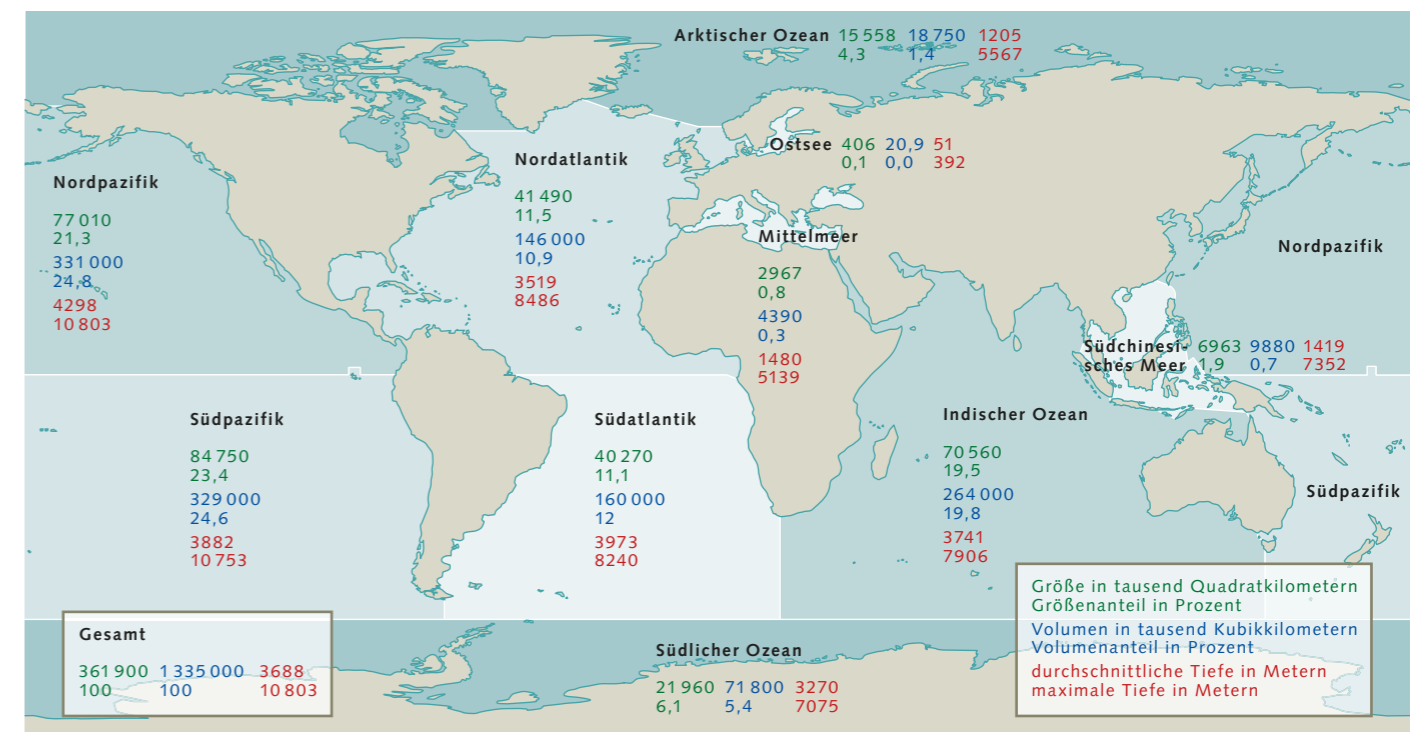 Arktischer Ozean 15 558 18 750 1205
4,3 1,4 5567
Ostsee 406 20,9 51
0,1 0,0 392
Nordatlantik
41 490
11,5
146 000
10,9
3519
8486
Nordpazifik
77 010
21,3
331 000
24,8
4298
10 803
Mittelmeer
2967
0,8
4390
0,3
1480
5139
Nordpazifik
Südchinesi- 6963 9880 1419
sches Meer 1,9 0,7 7352
Südpazifik
84 750
23,4
329 000
24,6
3882
10 753
Südatlantik
40 270
11,1
160 000
12
3973
8240
Indischer Ozean
70 560
19,5
264 000
19,8
3741
7906
Südpazifik
Größe in tausend Quadratkilometern
Größenanteil in Prozent
Volumen in tausend Kubikkilometern
Volumenanteil in Prozent
durchschnittliche Tiefe in Metern
maximale Tiefe in Metern
Gesamt
361 900 1 335 000 3688
100 100 10 803
Südlicher Ozean
21 960 71 800 3270
6,1 5,4 7075